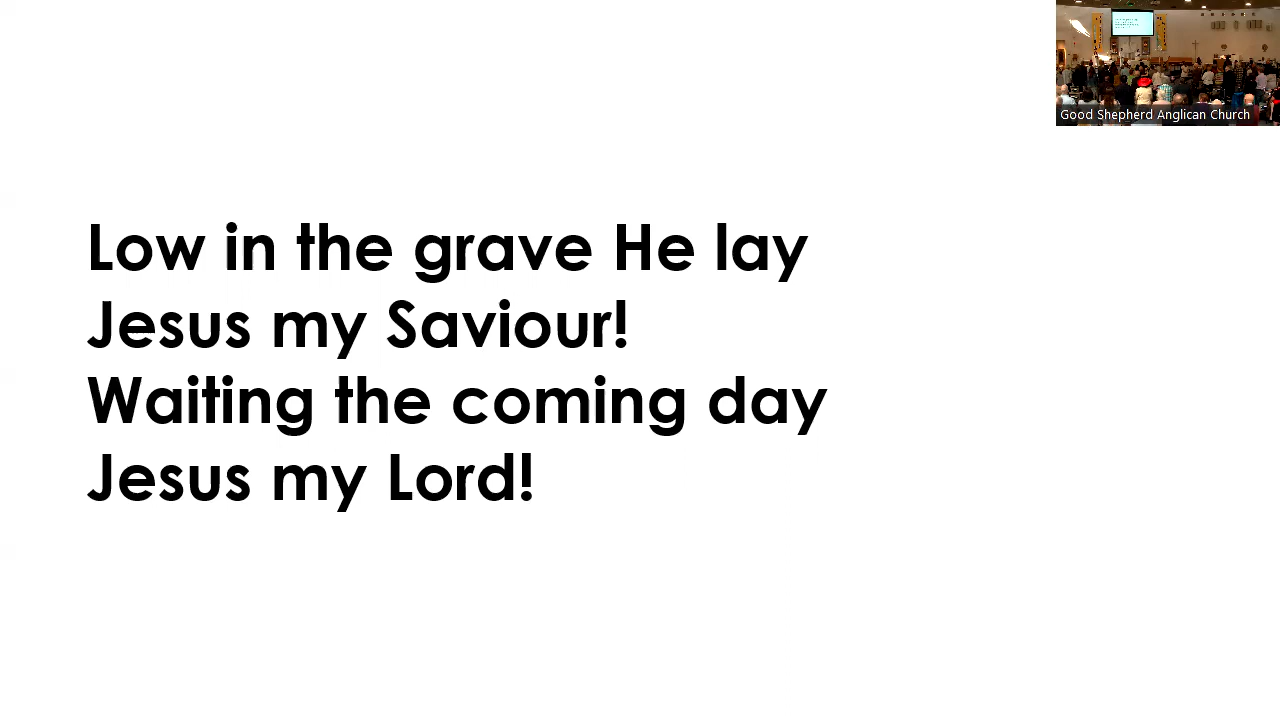 Good Shepherd Anglican Church
Low in the grave He lay
Jesus my Saviour!
Waiting the coming day
Jesus my Lord!